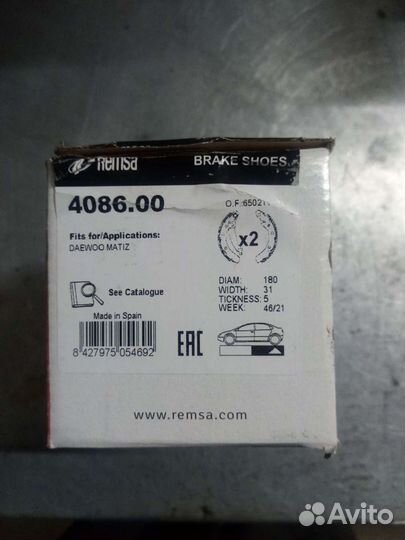 Remsa
BRAKE SHOES
4086.00
Fits for/Applications:
DAEWOO MATIZ
See Catalogue
Made in Spain
8 427975 054692
x2
DIAM: 180
WIDTH: 31
TICKNESS: 5
WEEK: 46/21
EAC
www.remsa.com
Avito